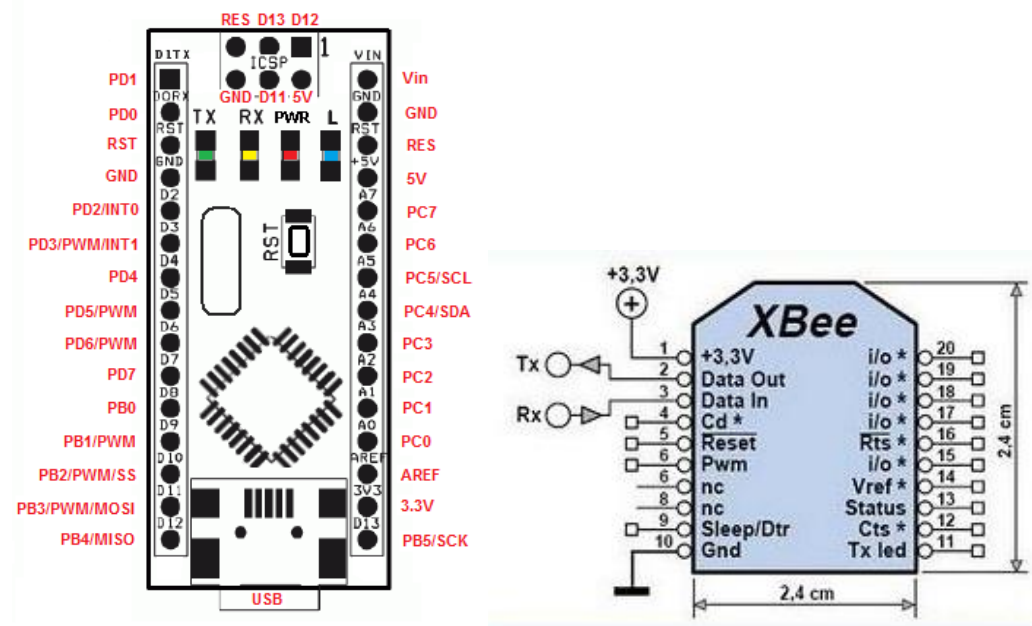 RES D13 D12
1
ICSP
GND D11 5V
D1TX
VIN
PD1
Vin
D0RX
GND
PD0
GND
TX RX PWR L
RST
RST
RST
RES
GND
+5V
GND
5V
D2
A7
PD2/INT0
PC7
D3
A6
PD3/PWM/INT1
PC6
RST
D4
A5
PD4
PC5/SCL
D5
A4
PD5/PWM
PC4/SDA
D6
A3
PD6/PWM
PC3
D7
A2
PD7
PC2
D8
A1
PB0
PC1
D9
A0
PB1/PWM
PC0
D10
AREF
PB2/PWM/SS
AREF
D11
3V3
PB3/PWM/MOSI
3.3V
D12
D13
PB4/MISO
PB5/SCK
USB
+3,3V
XBee
1 +3,3V i/o * 20
Tx
2 Data Out i/o * 19
3 Data In i/o * 18
Rx
4 Cd * i/o * 17
5 Reset Rts * 16
6 Pwm i/o * 15
6 nc Vref * 14
8 nc Status 13
9 Sleep/Dtr Cts * 12
10 Gnd Tx led 11
2,4 cm
2,4 cm